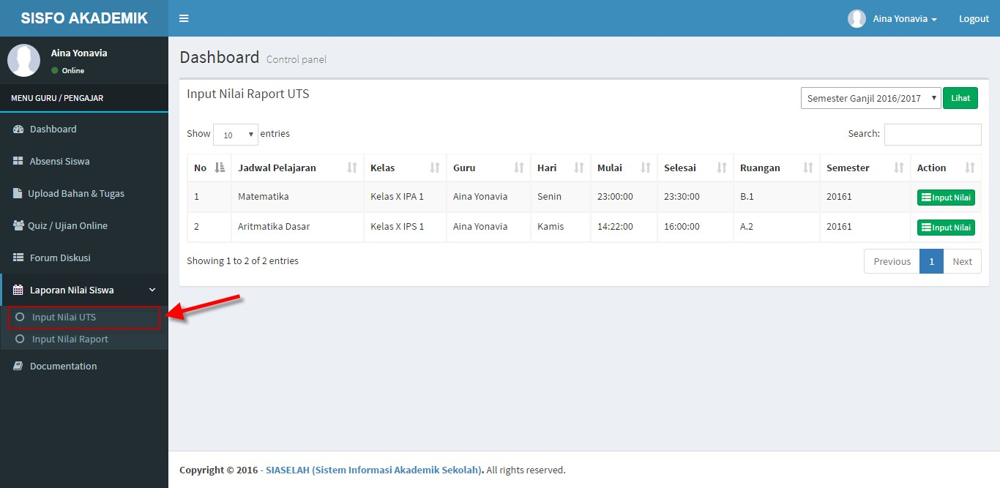 SISFO AKADEMIK
Aina Yonavia
Logout
Aina Yonavia
Online
MENU GURU / PENGAJAR
Dashboard
Absensi Siswa
Upload Bahan & Tugas
Quiz / Ujian Online
Forum Diskusi
Laporan Nilai Siswa
Input Nilai UTS
Input Nilai Raport
Documentation
Dashboard Control panel
Input Nilai Raport UTS
Semester Ganjil 2016/2017 Lihat
Show 10 entries Search:
No Jadwal Pelajaran Kelas Guru Hari Mulai Selesai Ruangan Semester Action
1 Matematika Kelas X IPA 1 Aina Yonavia Senin 23:00:00 23:30:00 B.1 20161 Input Nilai
2 Aritmatika Dasar Kelas X IPS 1 Aina Yonavia Kamis 14:22:00 16:00:00 A.2 20161 Input Nilai
Showing 1 to 2 of 2 entries Previous 1 Next
Copyright © 2016 - SIASELAH (Sistem Informasi Akademik Sekolah). All rights reserved.